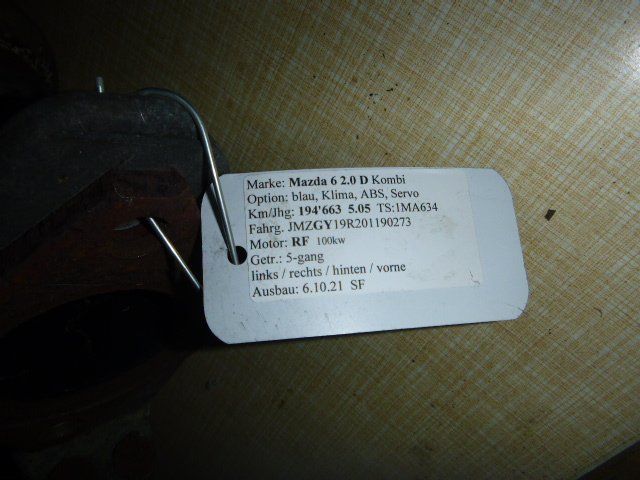 Marke: Mazda 6 2.0 D Kombi
Option: blau, Klima, ABS, Servo
Km/Jhg: 194'663 5.05 TS:1MA634
Fahrg. JMZGY19R201190273
Motor: RF 100kw
Getr.: 5-gang
links / rechts / hinten / vorne
Ausbau: 6.10.21 SF